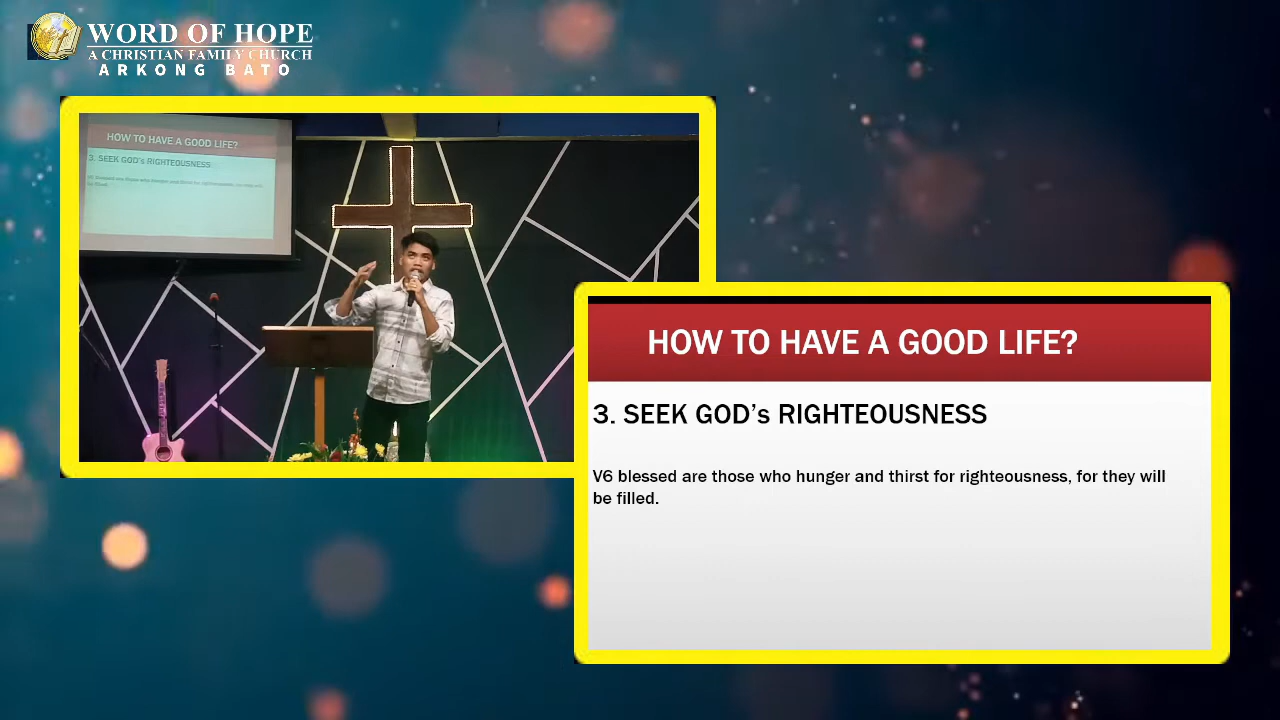 WORD OF HOPE
A CHRISTIAN FAMILY CHURCH
ARKONG BATO
HOW TO HAVE A GOOD LIFE?
3. SEEK GOD's RIGHTEOUSNESS
HOW TO HAVE A GOOD LIFE?
3. SEEK GOD's RIGHTEOUSNESS
V6 blessed are those who hunger and thirst for righteousness, for they will
be filled.